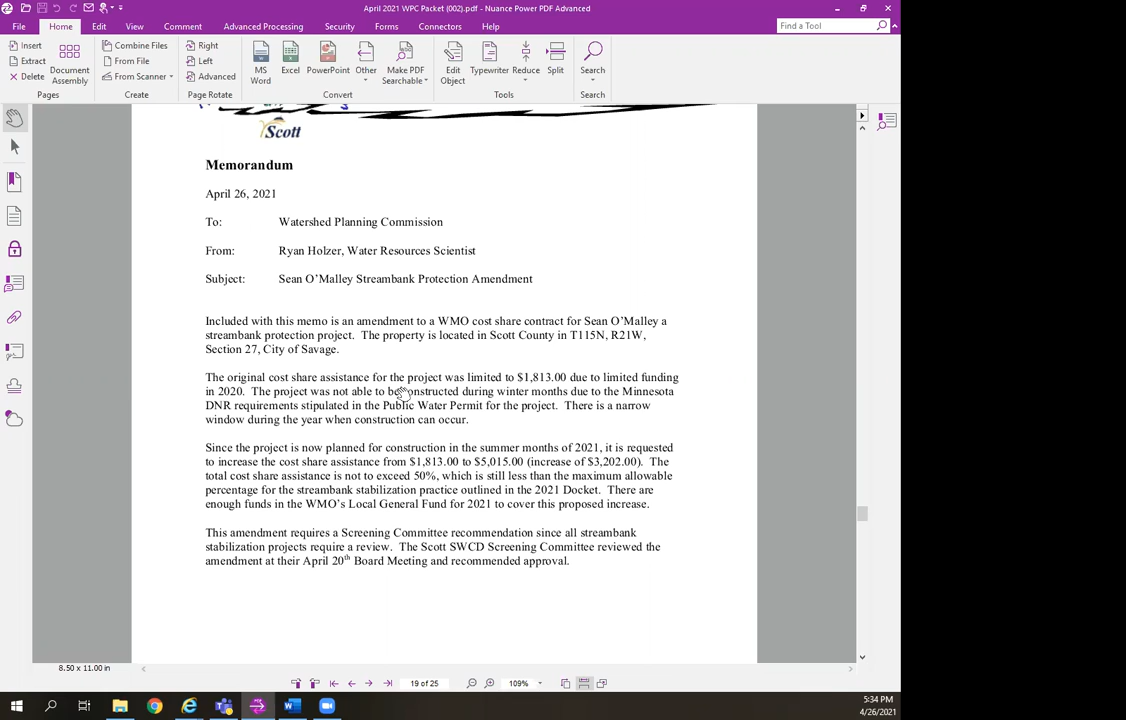 April 2021 WPC Packet (002).pdf - Nuance Power PDF Advanced
File Home Edit View Comment Advanced Processing Security Forms Connectors Help Find a Tool
Insert
Extract
Delete
Document
Assembly
Pages
Combine Files
From File
From Scanner
Create
Right
Left
Advanced
Page Rotate
MS
Word
Excel
PowerPoint
Other
Make PDF
Searchable
Convert
Edit
Object
Typewriter
Reduce
Split
Tools
Search
Search
Scott
Memorandum
April 26, 2021
To: Watershed Planning Commission
From: Ryan Holzer, Water Resources Scientist
Subject: Sean O'Malley Streambank Protection Amendment
Included with this memo is an amendment to a WMO cost share contract for Sean O'Malley a
streambank protection project. The property is located in Scott County in T115N, R21W,
Section 27, City of Savage.
The original cost share assistance for the project was limited to $1,813.00 due to limited funding
in 2020. The project was not able to be constructed during winter months due to the Minnesota
DNR requirements stipulated in the Public Water Permit for the project. There is a narrow
window during the year when construction can occur.
Since the project is now planned for construction in the summer months of 2021, it is requested
to increase the cost share assistance from $1,813.00 to $5,015.00 (increase of $3,202.00). The
total cost share assistance is not to exceed 50%, which is still less than the maximum allowable
percentage for the streambank stabilization practice outlined in the 2021 Docket. There are
enough funds in the WMO's Local General Fund for 2021 to cover this proposed increase.
This amendment requires a Screening Committee recommendation since all streambank
stabilization projects require a review. The Scott SWCD Screening Committee reviewed the
amendment at their April 20th Board Meeting and recommended approval.
8.50 x 11.00 in
19 of 25
109%
5:34 PM
4/26/2021